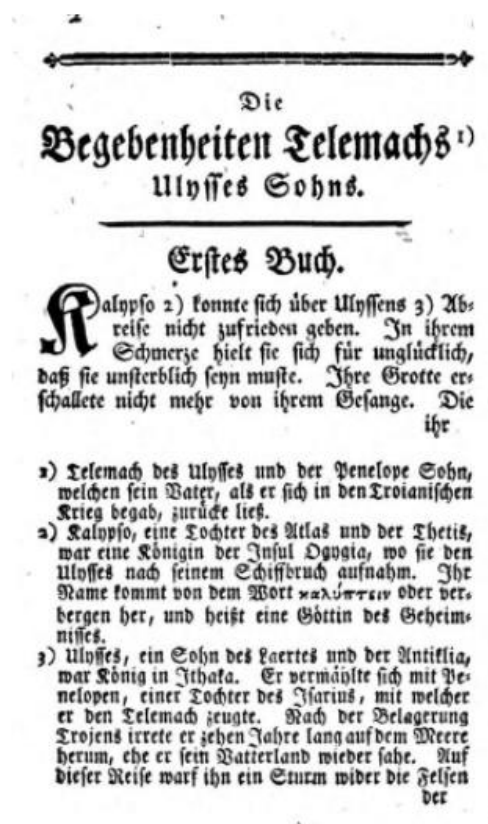 Die
Begebenheiten Telemachs 1)
Ulysses Sohns.
Erstes Buch.
Kalypso 2) konnte sich über Ulyssens 3) Ab-
reise nicht zufrieden geben. In ihrem
Schmerze hielt sie sich für unglücklich,
daß sie unsterblich seyn muste. Ihre Grotte er-
schallete nicht mehr von ihrem Gesange. Die
ihr
1) Telemach des Ulysses und der Penelope Sohn,
welchen sein Vater, als er sich in den Troianischen
Krieg begab, zurücke ließ.
2) Kalypso, eine Tochter des Atlas und der Thetis,
war eine Königin der Insul Ogygia, wo sie den
Ulysses nach seinem Schiffbruch aufnahm. Ihr
Name kommt von dem Wort καλύπτειν oder ver-
bergen her, und heißt eine Göttin des Geheim-
nisses.
3) Ulysses, ein Sohn des Laertes und der Antiklia,
war König in Ithaka. Er vermäylte sich mit Pe-
nelopen, einer Tochter des Isarius, mit welcher
er den Telemach zeugte. Nach der Belagerung
Trojens irrete er zehen Jahre lang auf dem Meere
herum, ehe er sein Vatterland wieder sahe. Auf
dieser Reise warf ihn ein Sturm wider die Felsen
der